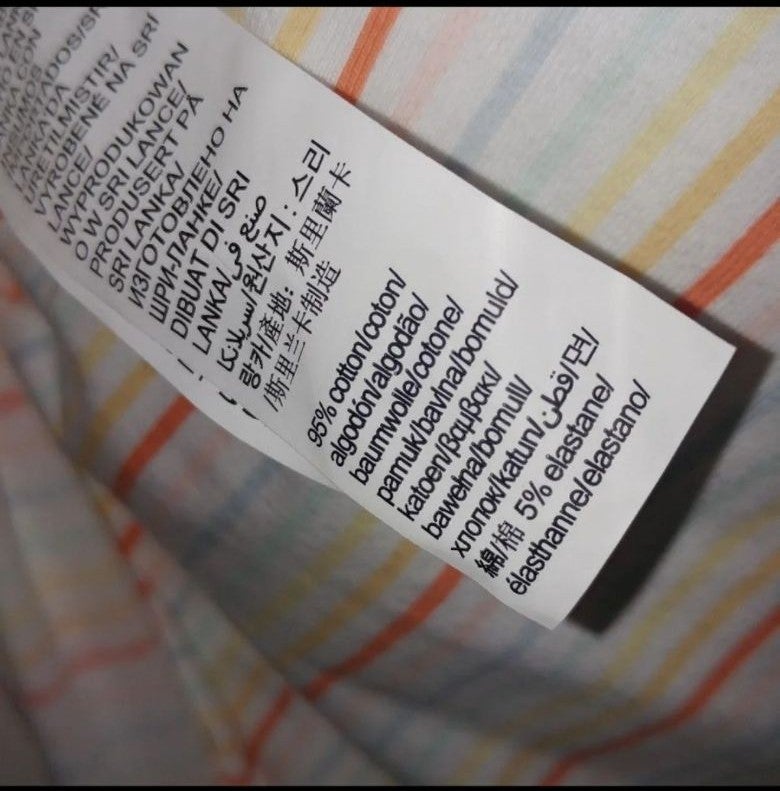 VYROBENÉ NA SRI
LANCE/
WYPRODUKOWAN
O W SRI LANCE/
PRODUSERT PÅ
SRI LANKA/
ИЗГОТОВЛЕНО НА
ШРИ-ЛАНКЕ/
DIBUAT DI SRI
LANKA/صنع في
سريلانكا/원산지 : 스리
랑카/產地: 斯里蘭卡
/斯里兰卡制造
95% cotton/coton/
algodón/algodão/
baumwolle/cotone/
pamuk/bavlna/bomuld/
katoen/βαμβακι/
bawełna/bomull/
хлопок/katun/قطن/면/
綿/棉 5% elastane/
élasthanne/elastano/